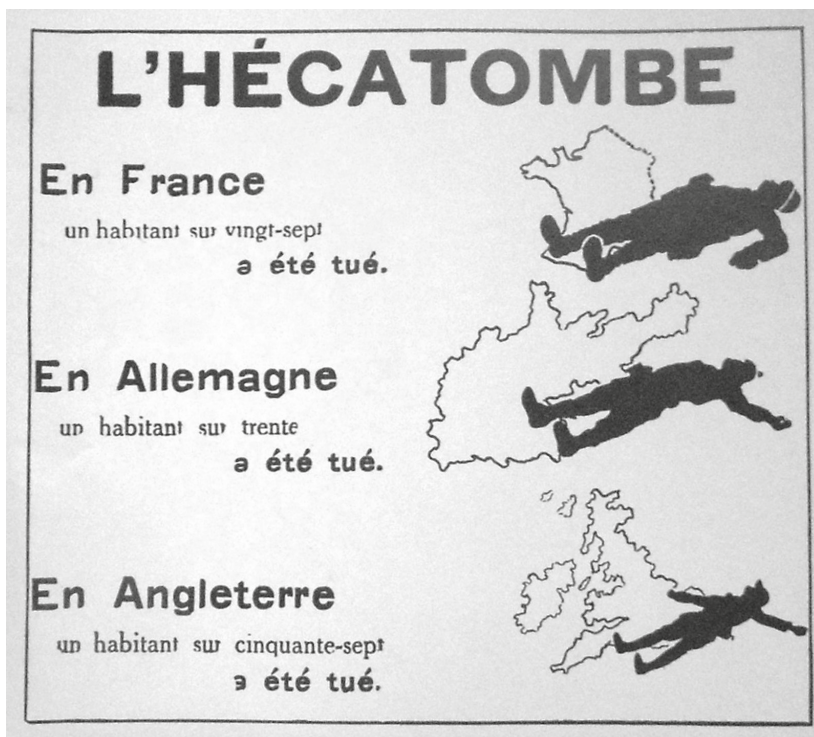 L'HÉCATOMBE
En France
un habitant sur vingt-sept
a été tué.
En Allemagne
un habitant sur trente
a été tué.
En Angleterre
un habitant sur cinquante-sept
a été tué.